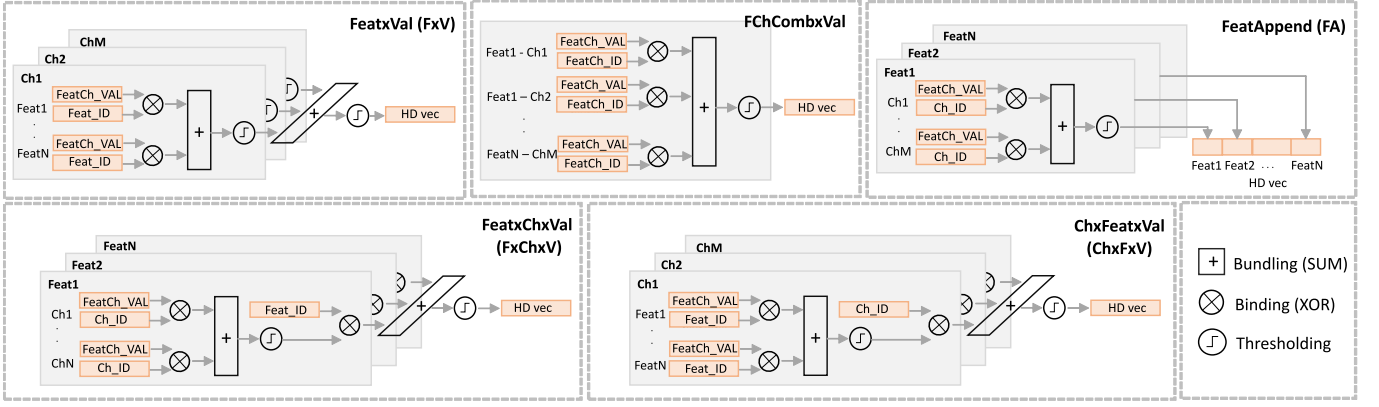 FeatxVal (FxV)
ChM
Ch2
Ch1
FeatCh_VAL
Feat1
Feat_ID
.
.
FeatCh_VAL
FeatN
Feat_ID
+
+
HD vec
FChCombxVal
Feat1 - Ch1
FeatCh_VAL
FeatCh_ID
Feat1 – Ch2
FeatCh_VAL
FeatCh_ID
.
.
FeatN – ChM
FeatCh_VAL
FeatCh_ID
+
HD vec
FeatAppend (FA)
FeatN
Feat2
Feat1
FeatCh_VAL
Ch1
Ch_ID
.
.
FeatCh_VAL
ChM
Ch_ID
+
Feat1 Feat2 ... FeatN
HD vec
FeatxChxVal
(FxChxV)
FeatN
Feat2
Feat1
FeatCh_VAL
Ch1
Ch_ID
.
.
FeatCh_VAL
ChN
Ch_ID
+
Feat_ID
+
HD vec
ChxFeatxVal
(ChxFxV)
ChM
Ch2
Ch1
FeatCh_VAL
Feat1
Feat_ID
.
.
FeatCh_VAL
FeatN
Feat_ID
+
Ch_ID
+
HD vec
+ Bundling (SUM)
Binding (XOR)
Thresholding